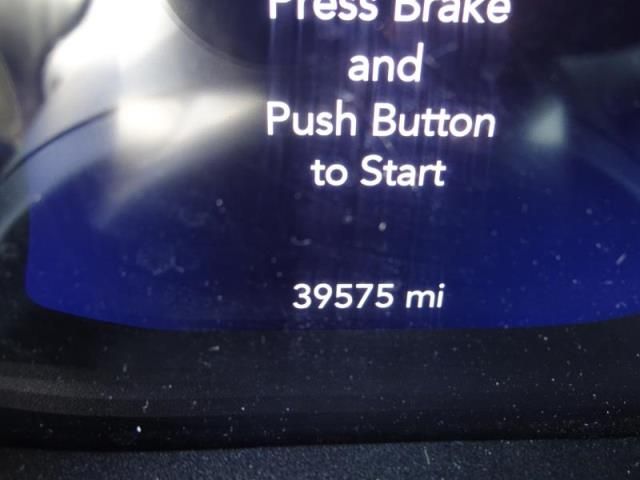 Press Brake
and
Push Button
to Start
39575 mi